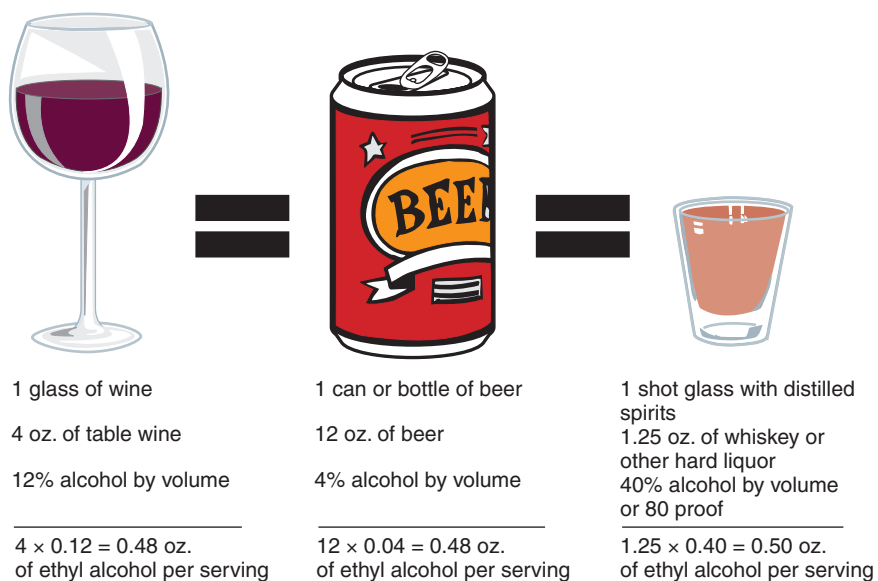 BEER
1 glass of wine
4 oz. of table wine
12% alcohol by volume
4 × 0.12 = 0.48 oz.
of ethyl alcohol per serving
1 can or bottle of beer
12 oz. of beer
4% alcohol by volume
12 × 0.04 = 0.48 oz.
of ethyl alcohol per serving
1 shot glass with distilled
spirits
1.25 oz. of whiskey or
other hard liquor
40% alcohol by volume
or 80 proof
1.25 × 0.40 = 0.50 oz.
of ethyl alcohol per serving